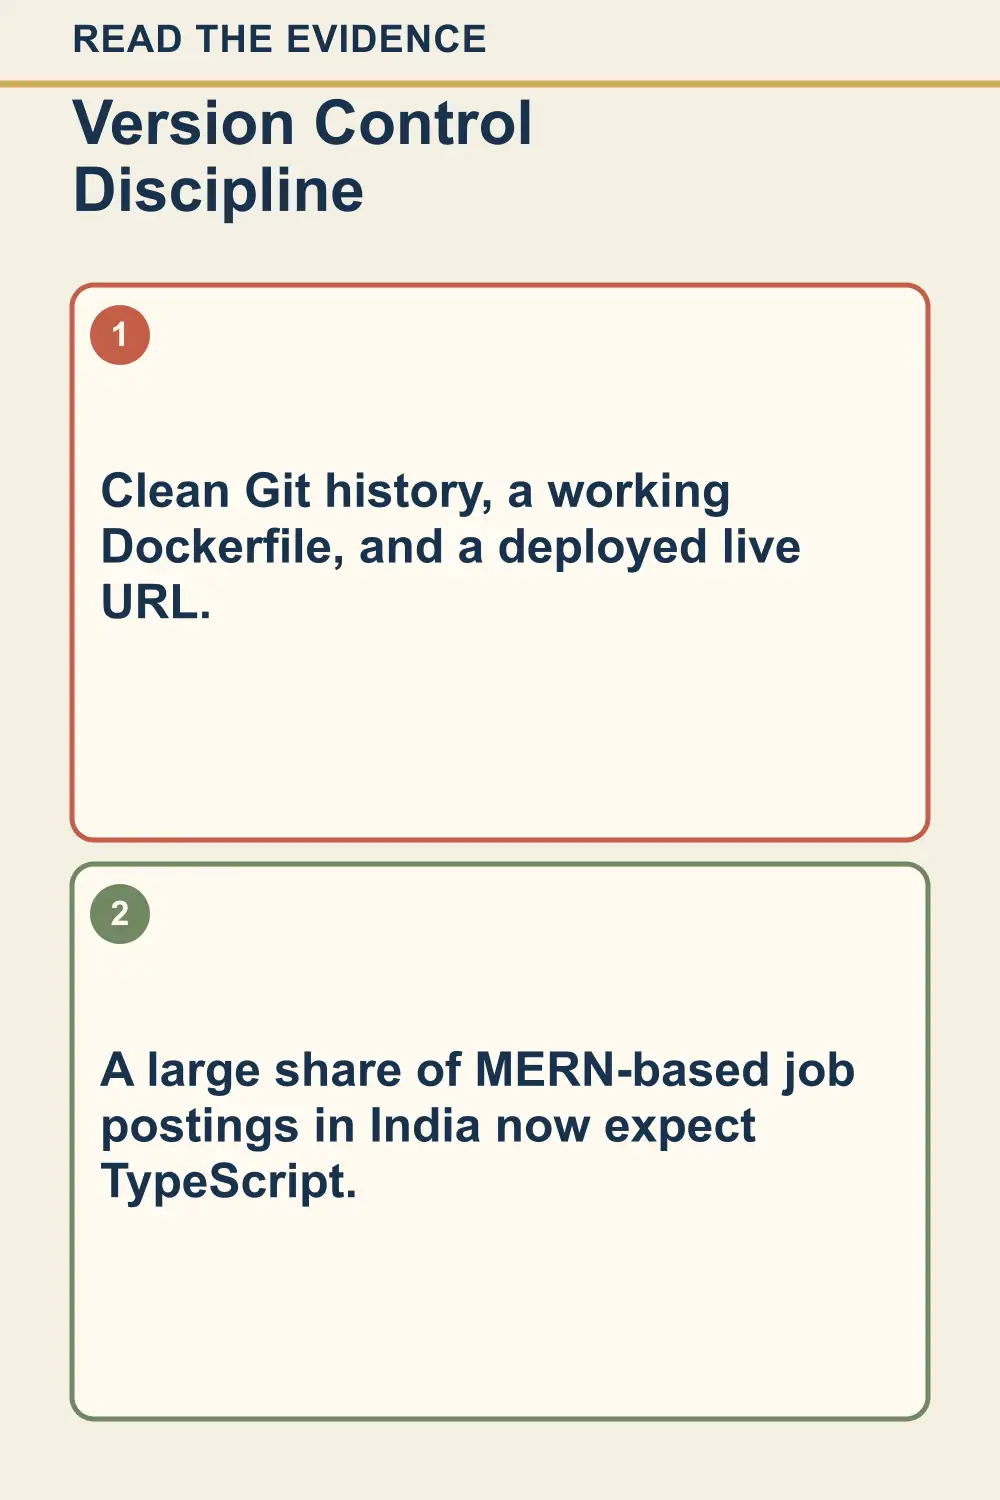 READ THE EVIDENCE
Version Control
Discipline
1
Clean Git history, a working
Dockerfile, and a deployed live
URL.
2
A large share of MERN-based job
postings in India now expect
TypeScript.